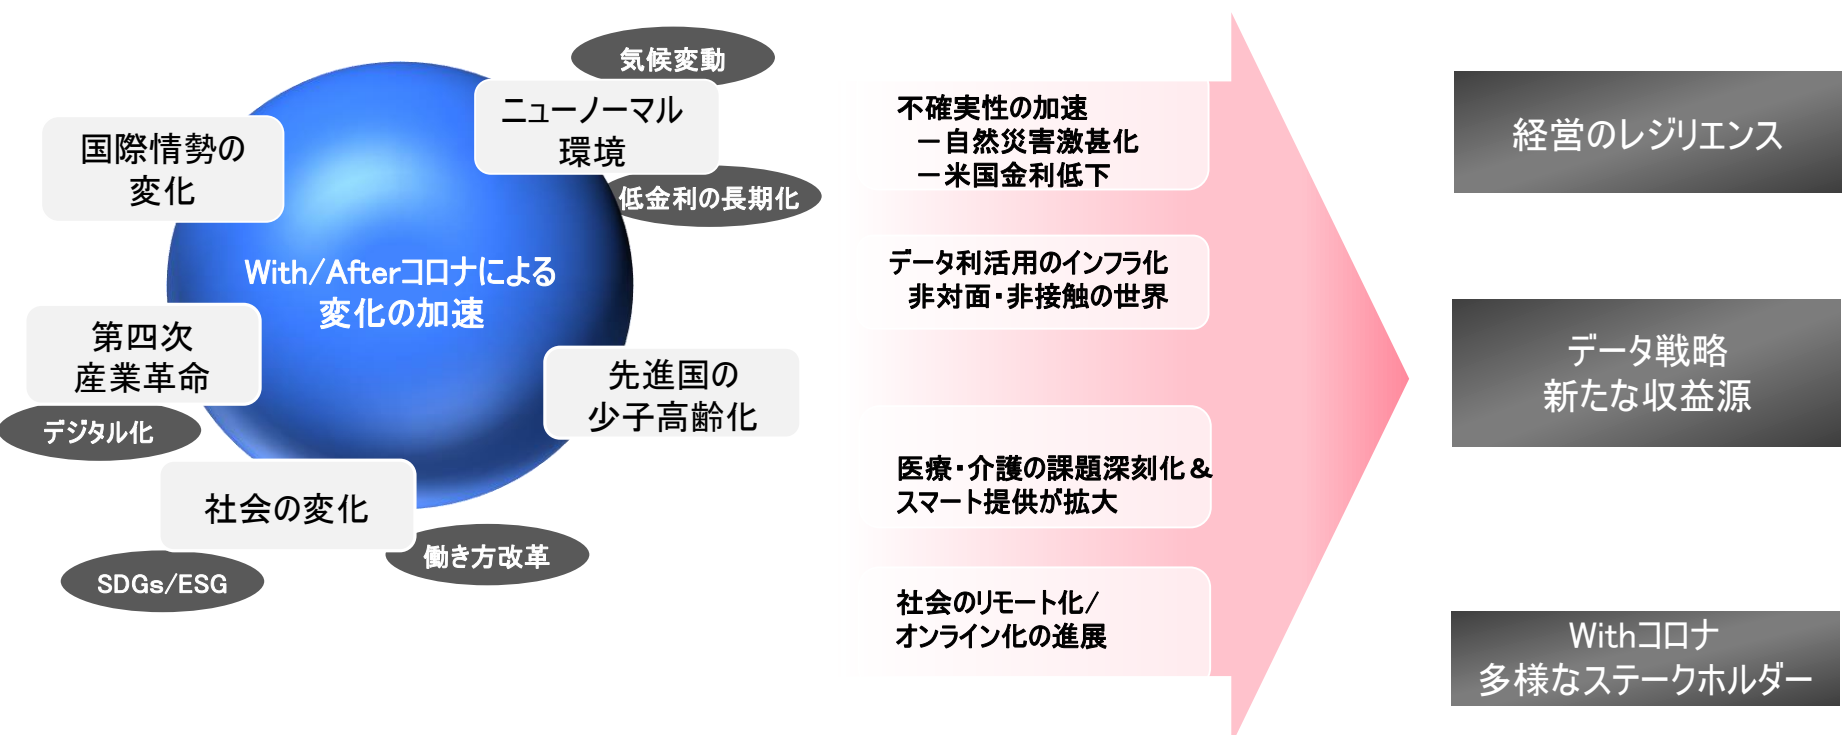 気候変動
ニューノーマル
環境
低金利の長期化
国際情勢の
変化
With/Afterコロナによる
変化の加速
第四次
産業革命
デジタル化
先進国の
少子高齢化
社会の変化
働き方改革
SDGs/ESG
不確実性の加速
－自然災害激甚化
－米国金利低下
データ利活用のインフラ化
非対面・非接触の世界
医療・介護の課題深刻化＆
スマート提供が拡大
社会のリモート化/
オンライン化の進展
経営のレジリエンス
データ戦略
新たな収益源
Withコロナ
多様なステークホルダー